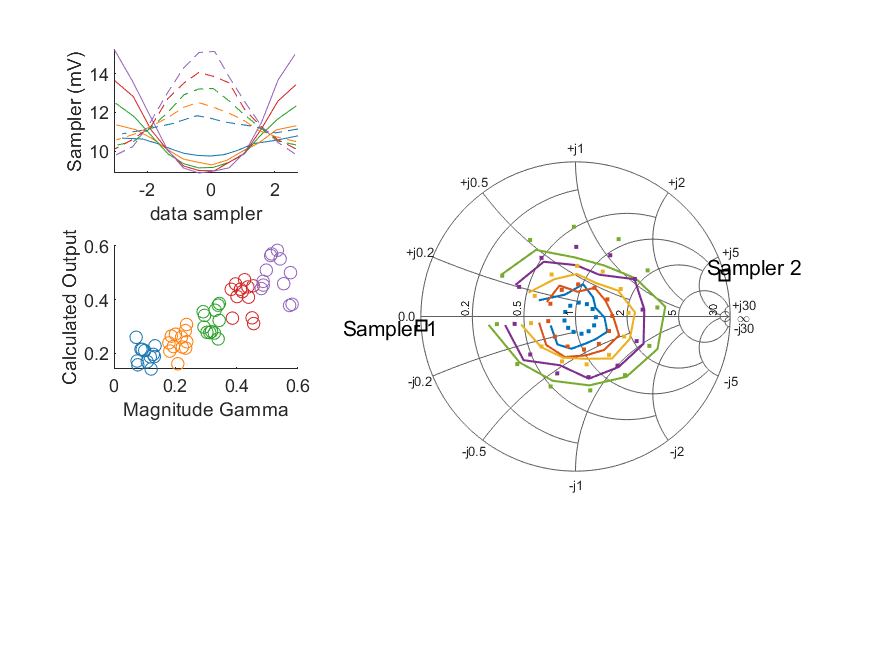 Sampler (mV)
14
12
10
-2
0
2
data sampler
Calculated Output
0.6
0.4
0.2
0
0.2
0.4
0.6
Magnitude Gamma
+j1
+j0.5
+j2
+j0.2
+j5
Sampler 2
0.0
0.2
0.5
1
2
5
30
+j30
∞
-j30
Sampler 1
-j0.2
-j5
-j0.5
-j2
-j1